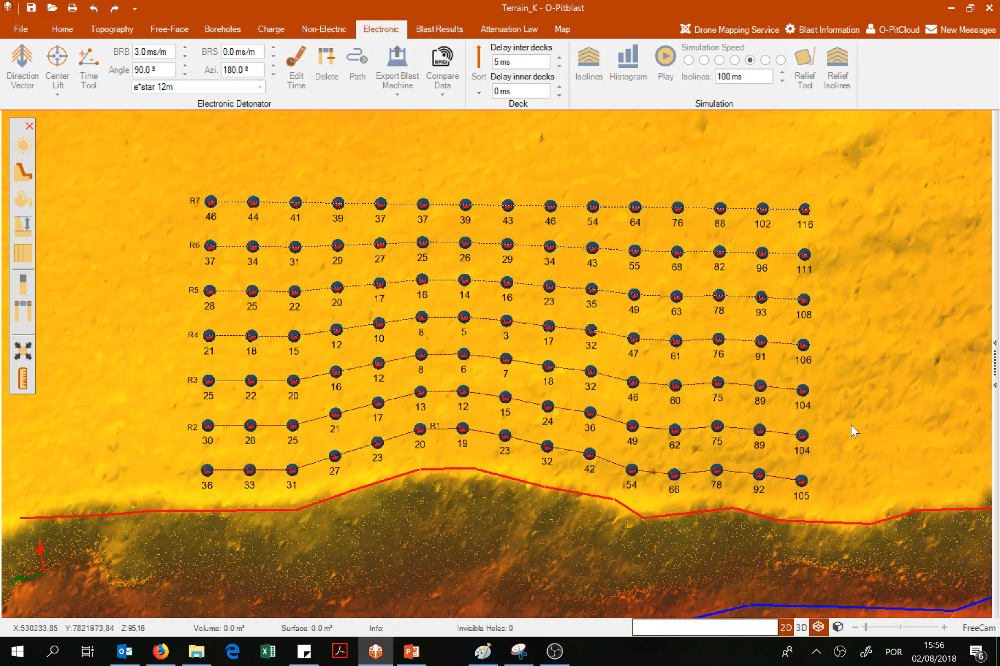 Terrain_K - O-Pitblast
File Home Topography Free-Face Boreholes Charge Non-Electric Electronic Blast Results Attenuation Law Map Drone Mapping Service Blast Information O-PitCloud New Messages
Direction Vector
Center Lift
Time Tool
BRB 3.0 ms/m BRS 0.0 ms/m
Angle 90.0 º Azi. 180.0 º
e*star 12m
Edit Time
Delete
Path
Export Blast Machine
RFID
Compare Data
Electronic Detonator
Sort
Delay inter decks
5 ms
Delay inner decks
0 ms
Deck
Isolines
Histogram
Play
Simulation Speed
Isolines: 100 ms
Relief Tool
Relief Isolines
Simulation
R7
46 44 41 39 37 37 39 43 46 54 64 76 88 102 116
R6
37 34 31 29 27 25 26 29 34 43 55 68 82 96 111
R5
28 25 22 20 17 16 14 16 23 35 49 63 78 93 108
R4
21 18 15 12 10 8 5 3 17 32 47 61 76 91 106
R3
25 22 20 16 12 8 6 7 18 32 46 60 75 89 104
R2
30 28 25 21 17 13 12 15 24 36 49 62 75 89 104
R1
36 33 31 27 23 20 19 23 32 42 54 66 78 92 105
X:530233,85 Y:7821973,84 Z:95,16 Volume: 0.0 m³ Surface: 0.0 m² Info: Invisible Holes: 0 2D 3D FreeCam
POR
15:56
02/08/2018
6